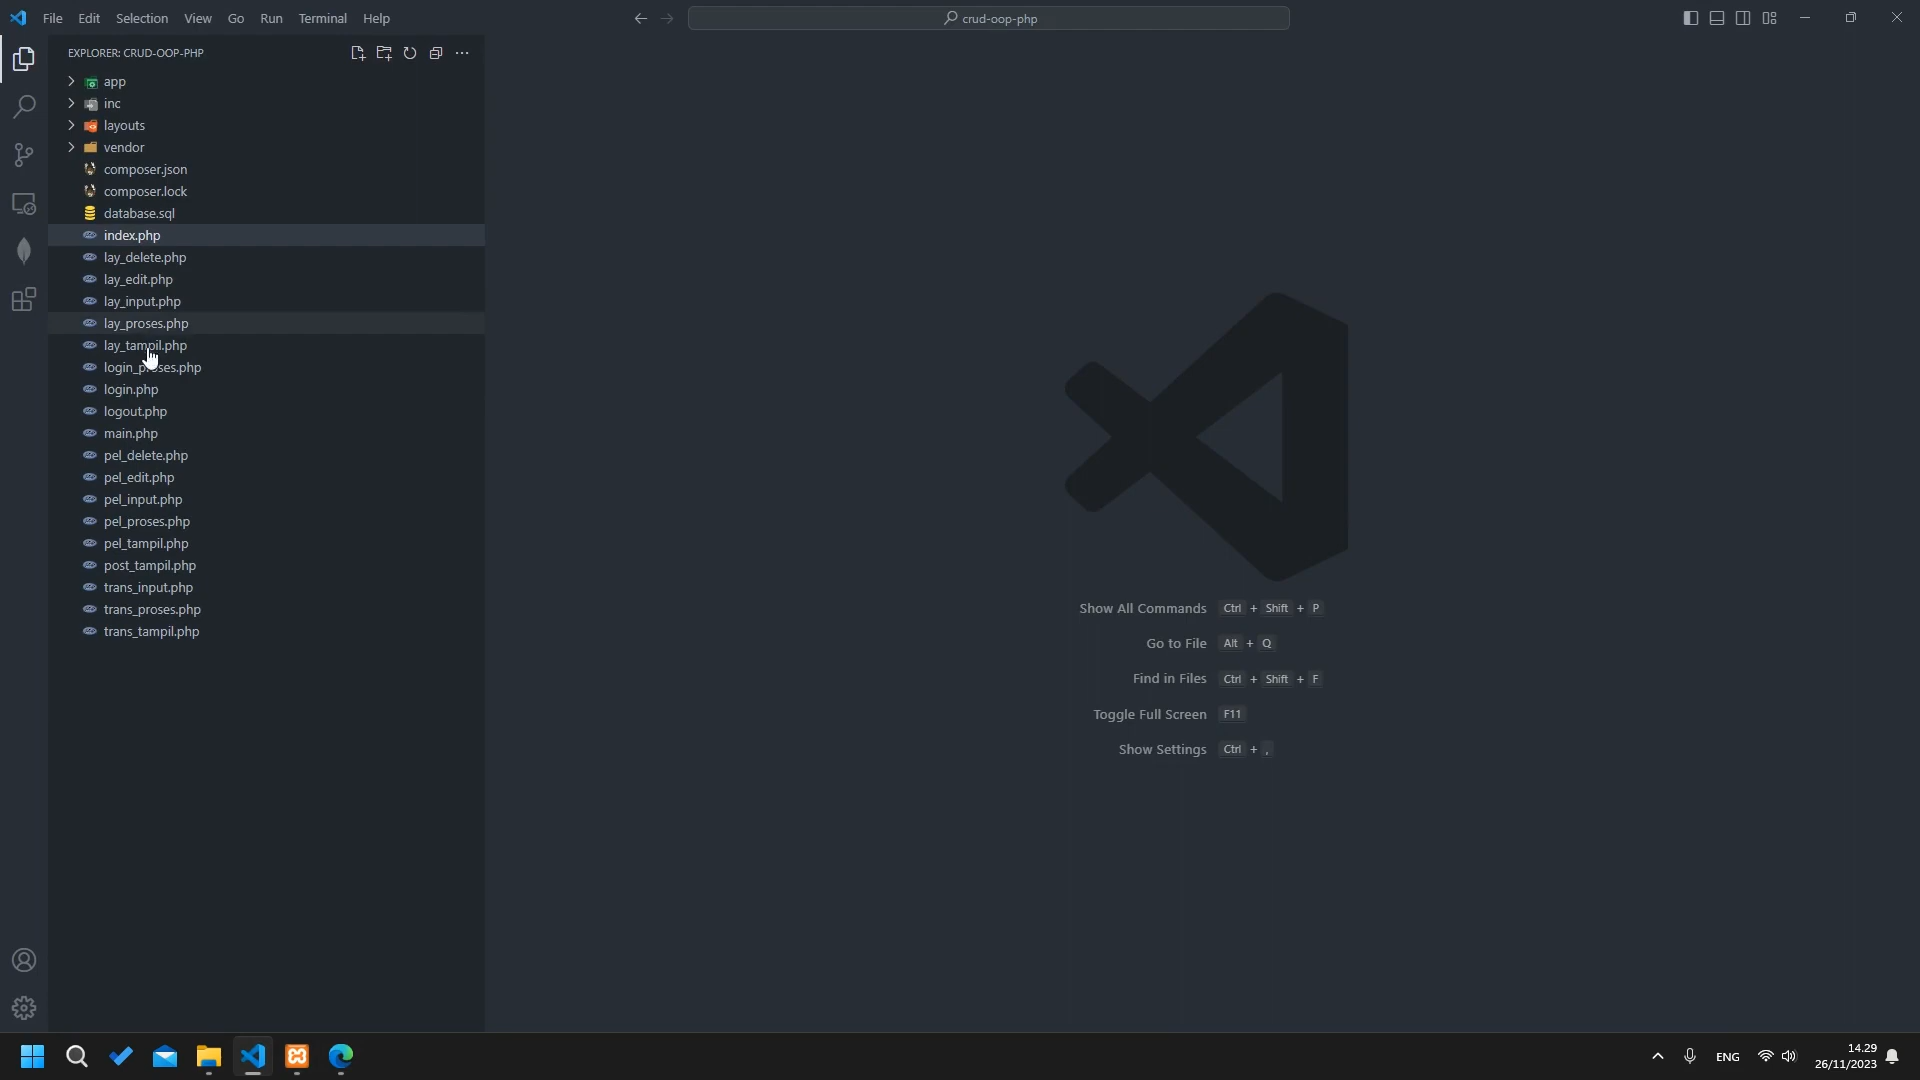 File Edit Selection View Go Run Terminal Help
crud-oop-php
EXPLORER: CRUD-OOP-PHP
app
inc
layouts
vendor
composer.json
composer.lock
database.sql
index.php
lay_delete.php
lay_edit.php
lay_input.php
lay_proses.php
lay_tampil.php
login_proses.php
login.php
logout.php
main.php
pel_delete.php
pel_edit.php
pel_input.php
pel_proses.php
pel_tampil.php
post_tampil.php
trans_input.php
trans_proses.php
trans_tampil.php
Show All Commands Ctrl + Shift + P
Go to File Alt + Q
Find in Files Ctrl + Shift + F
Toggle Full Screen F11
Show Settings Ctrl + ,
ENG
14.29
26/11/2023